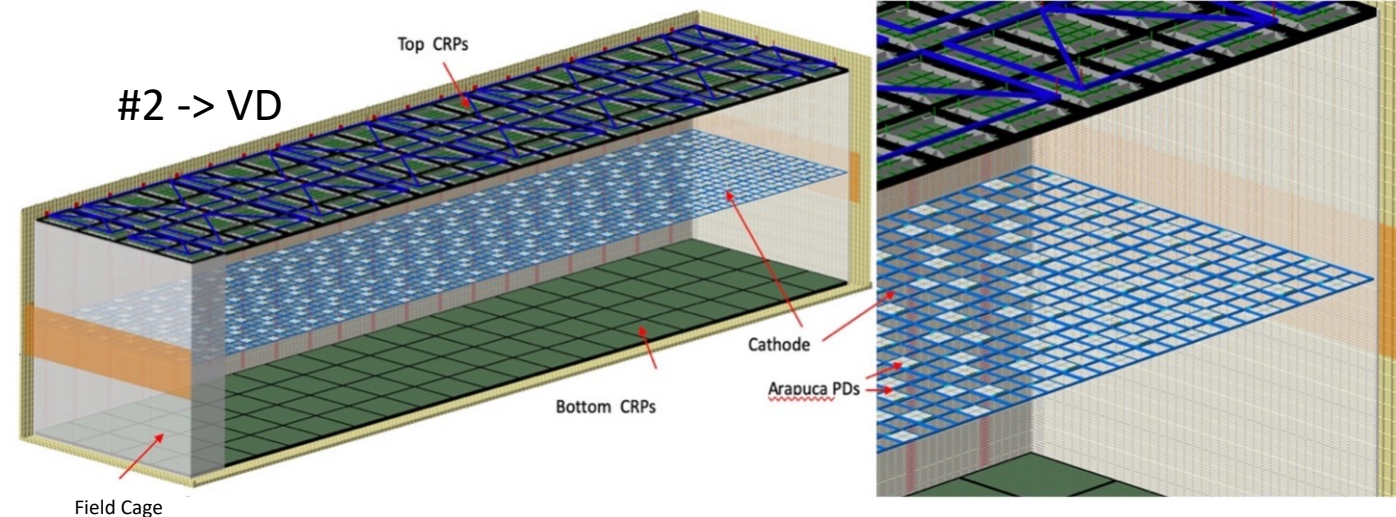 Top CRPs
#2 -> VD
Cathode
Arapuca PDs
Bottom CRPs
Field Cage